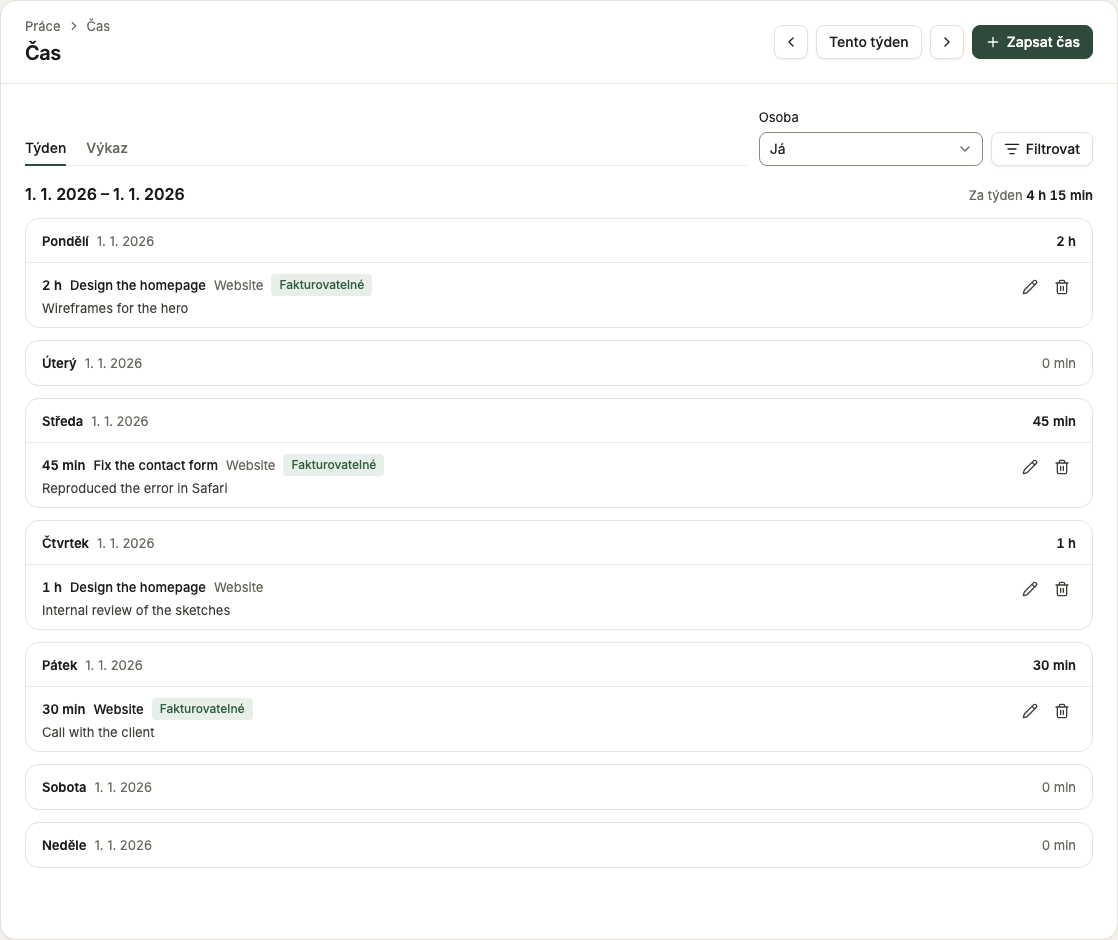 Práce > Čas
Čas
Tento týden
+ Zapsat čas
Osoba
Týden Výkaz
Já
Filtrovat
1. 1. 2026 – 1. 1. 2026
Za týden 4 h 15 min
Pondělí 1. 1. 2026 2 h
2 h Design the homepage Website Fakturovatelné
Wireframes for the hero
Úterý 1. 1. 2026 0 min
Středa 1. 1. 2026 45 min
45 min Fix the contact form Website Fakturovatelné
Reproduced the error in Safari
Čtvrtek 1. 1. 2026 1 h
1 h Design the homepage Website
Internal review of the sketches
Pátek 1. 1. 2026 30 min
30 min Website Fakturovatelné
Call with the client
Sobota 1. 1. 2026 0 min
Neděle 1. 1. 2026 0 min